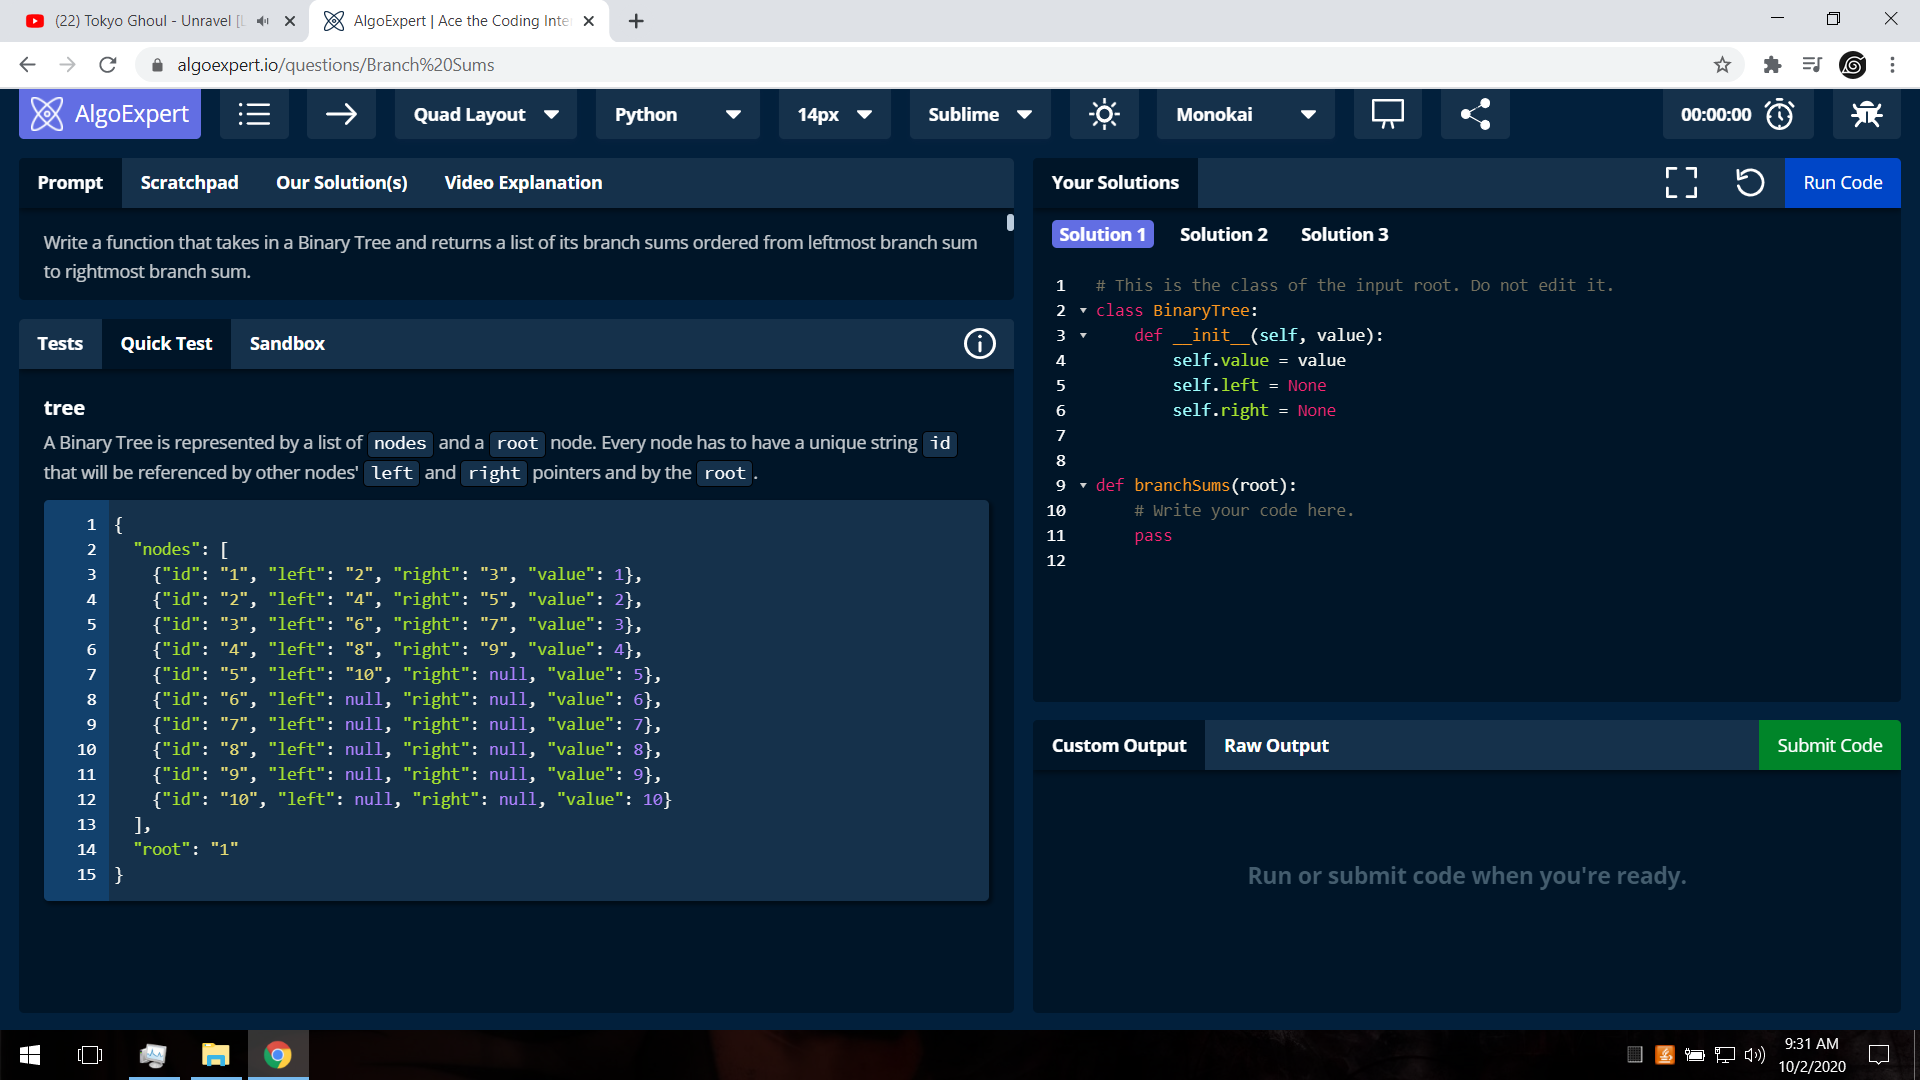 (22) Tokyo Ghoul - Unravel [
AlgoExpert | Ace the Coding Inte
algoexpert.io/questions/Branch%20Sums
AlgoExpert
Quad Layout
Python
14px
Sublime
Monokai
00:00:00
Prompt
Scratchpad
Our Solution(s)
Video Explanation
Write a function that takes in a Binary Tree and returns a list of its branch sums ordered from leftmost branch sum
to rightmost branch sum.
Tests
Quick Test
Sandbox
tree
A Binary Tree is represented by a list of nodes and a root node. Every node has to have a unique string id
that will be referenced by other nodes' left and right pointers and by the root.
1 {
2 "nodes": [
3 {"id": "1", "left": "2", "right": "3", "value": 1},
4 {"id": "2", "left": "4", "right": "5", "value": 2},
5 {"id": "3", "left": "6", "right": "7", "value": 3},
6 {"id": "4", "left": "8", "right": "9", "value": 4},
7 {"id": "5", "left": "10", "right": null, "value": 5},
8 {"id": "6", "left": null, "right": null, "value": 6},
9 {"id": "7", "left": null, "right": null, "value": 7},
10 {"id": "8", "left": null, "right": null, "value": 8},
11 {"id": "9", "left": null, "right": null, "value": 9},
12 {"id": "10", "left": null, "right": null, "value": 10}
13 ],
14 "root": "1"
15 }
Your Solutions
Run Code
Solution 1
Solution 2
Solution 3
1 # This is the class of the input root. Do not edit it.
2 class BinaryTree:
3 def __init__(self, value):
4 self.value = value
5 self.left = None
6 self.right = None
7
8
9 def branchSums(root):
10 # Write your code here.
11 pass
12
Custom Output
Raw Output
Submit Code
Run or submit code when you're ready.
9:31 AM
10/2/2020